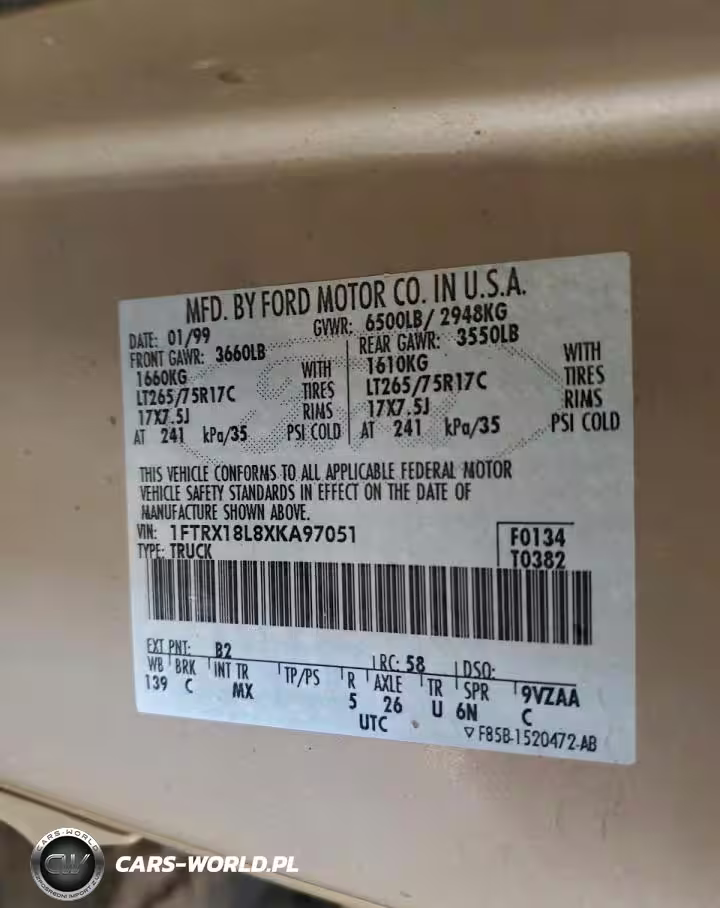 MFD. BY FORD MOTOR CO. IN U.S.A.
DATE: 01/99 GVWR: 6500LB/ 2948KG
FRONT GAWR: 3660LB REAR GAWR: 3550LB
1660KG WITH 1610KG WITH
LT265/75R17C TIRES LT265/75R17C TIRES
17X7.5J RIMS 17X7.5J RIMS
AT 241 kPa/35 PSI COLD AT 241 kPa/35 PSI COLD
THIS VEHICLE CONFORMS TO ALL APPLICABLE FEDERAL MOTOR
VEHICLE SAFETY STANDARDS IN EFFECT ON THE DATE OF
MANUFACTURE SHOWN ABOVE.
VIN: 1FTRX18L8XKA97051 F0134
TYPE: TRUCK T0382
EXT PNT: B2 RC: 58 DSO:
WB BRK INT TR TP/PS R AXLE TR SPR 9VZAA
139 C MX 5 26 U 6N C
UTC ▽ F85B-1520472-AB
CARS-WORLD
CW
CARS-WORLD.PL